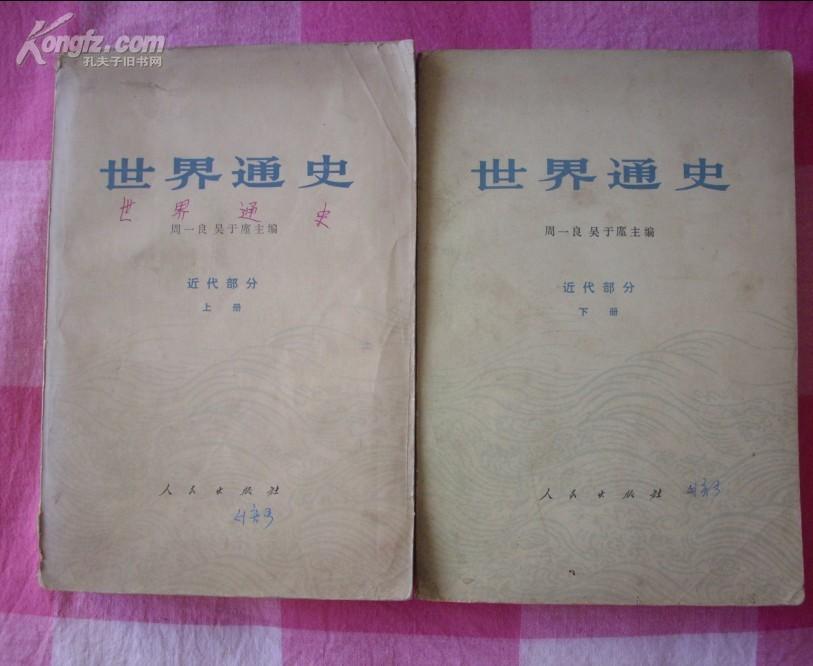 Kongfz.com
孔夫子旧书网
世界通史
世界通史
周一良 吴于廑主编
近代部分
上册
人民出版社
世界通史
周一良 吴于廑主编
近代部分
下册
人民出版社